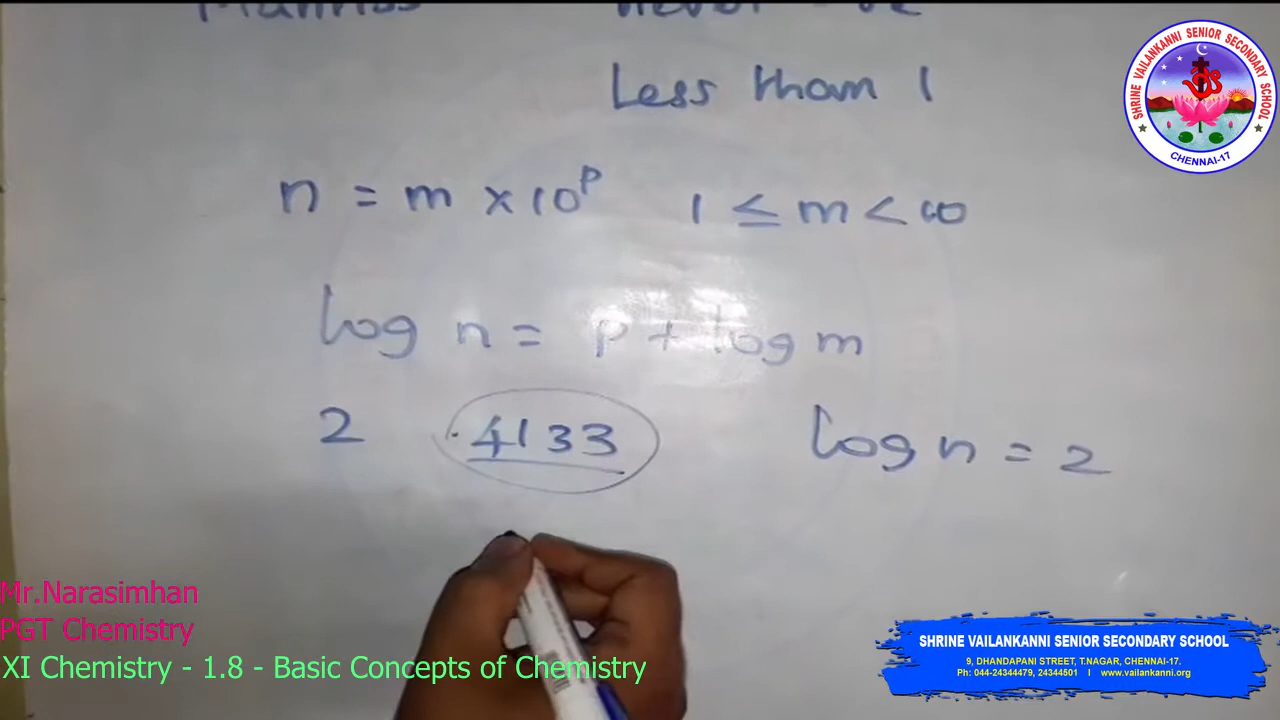 Less than 1
n = m × 10^p 1 ≤ m < 10
log n = p + log m
2 .4133 log n = 2
Mr.Narasimhan
PGT Chemistry
XI Chemistry - 1.8 - Basic Concepts of Chemistry
SHRINE VAILANKANNI SENIOR SECONDARY SCHOOL
CHENNAI-17
SHRINE VAILANKANNI SENIOR SECONDARY SCHOOL
9, DHANDAPANI STREET, T.NAGAR, CHENNAI-17.
Ph: 044-24344479, 24344501 I www.vailankanni.org